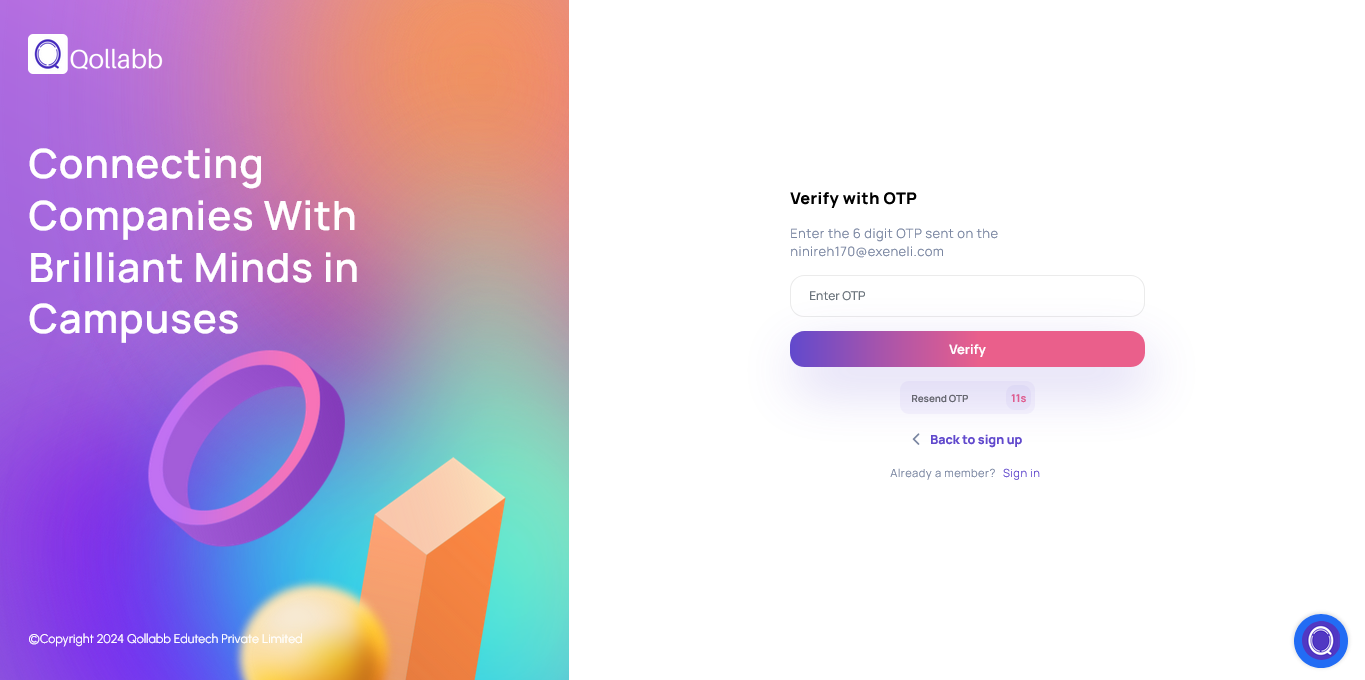 Qollabb
Connecting
Companies With
Brilliant Minds in
Campuses
©Copyright 2024 Qollabb Edutech Private Limited
Verify with OTP
Enter the 6 digit OTP sent on the
ninireh170@exeneli.com
Enter OTP
Verify
Resend OTP 11s
Back to sign up
Already a member? Sign in